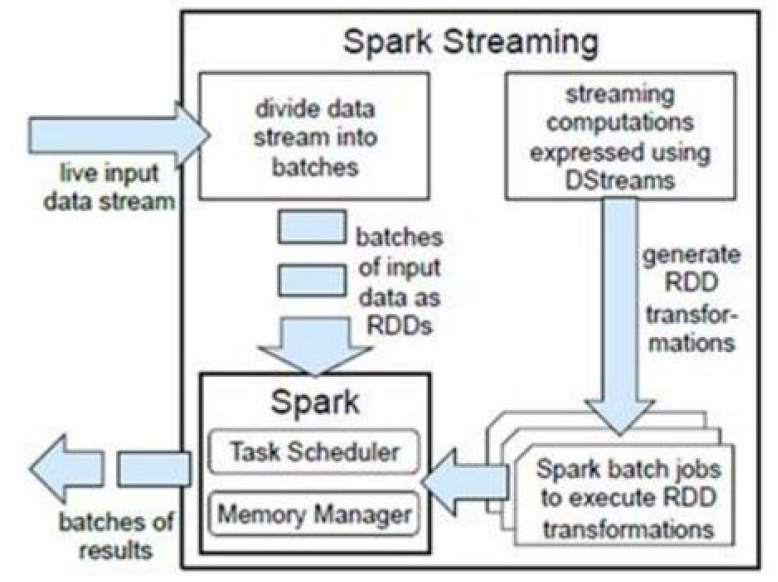 Spark Streaming
divide data
stream into
batches
streaming
computations
expressed using
DStreams
live input
data stream
batches
of input
data as
RDDs
generate
RDD
transfor-
mations
Spark
Task Scheduler
Memory Manager
Spark batch jobs
to execute RDD
transformations
batches of
results